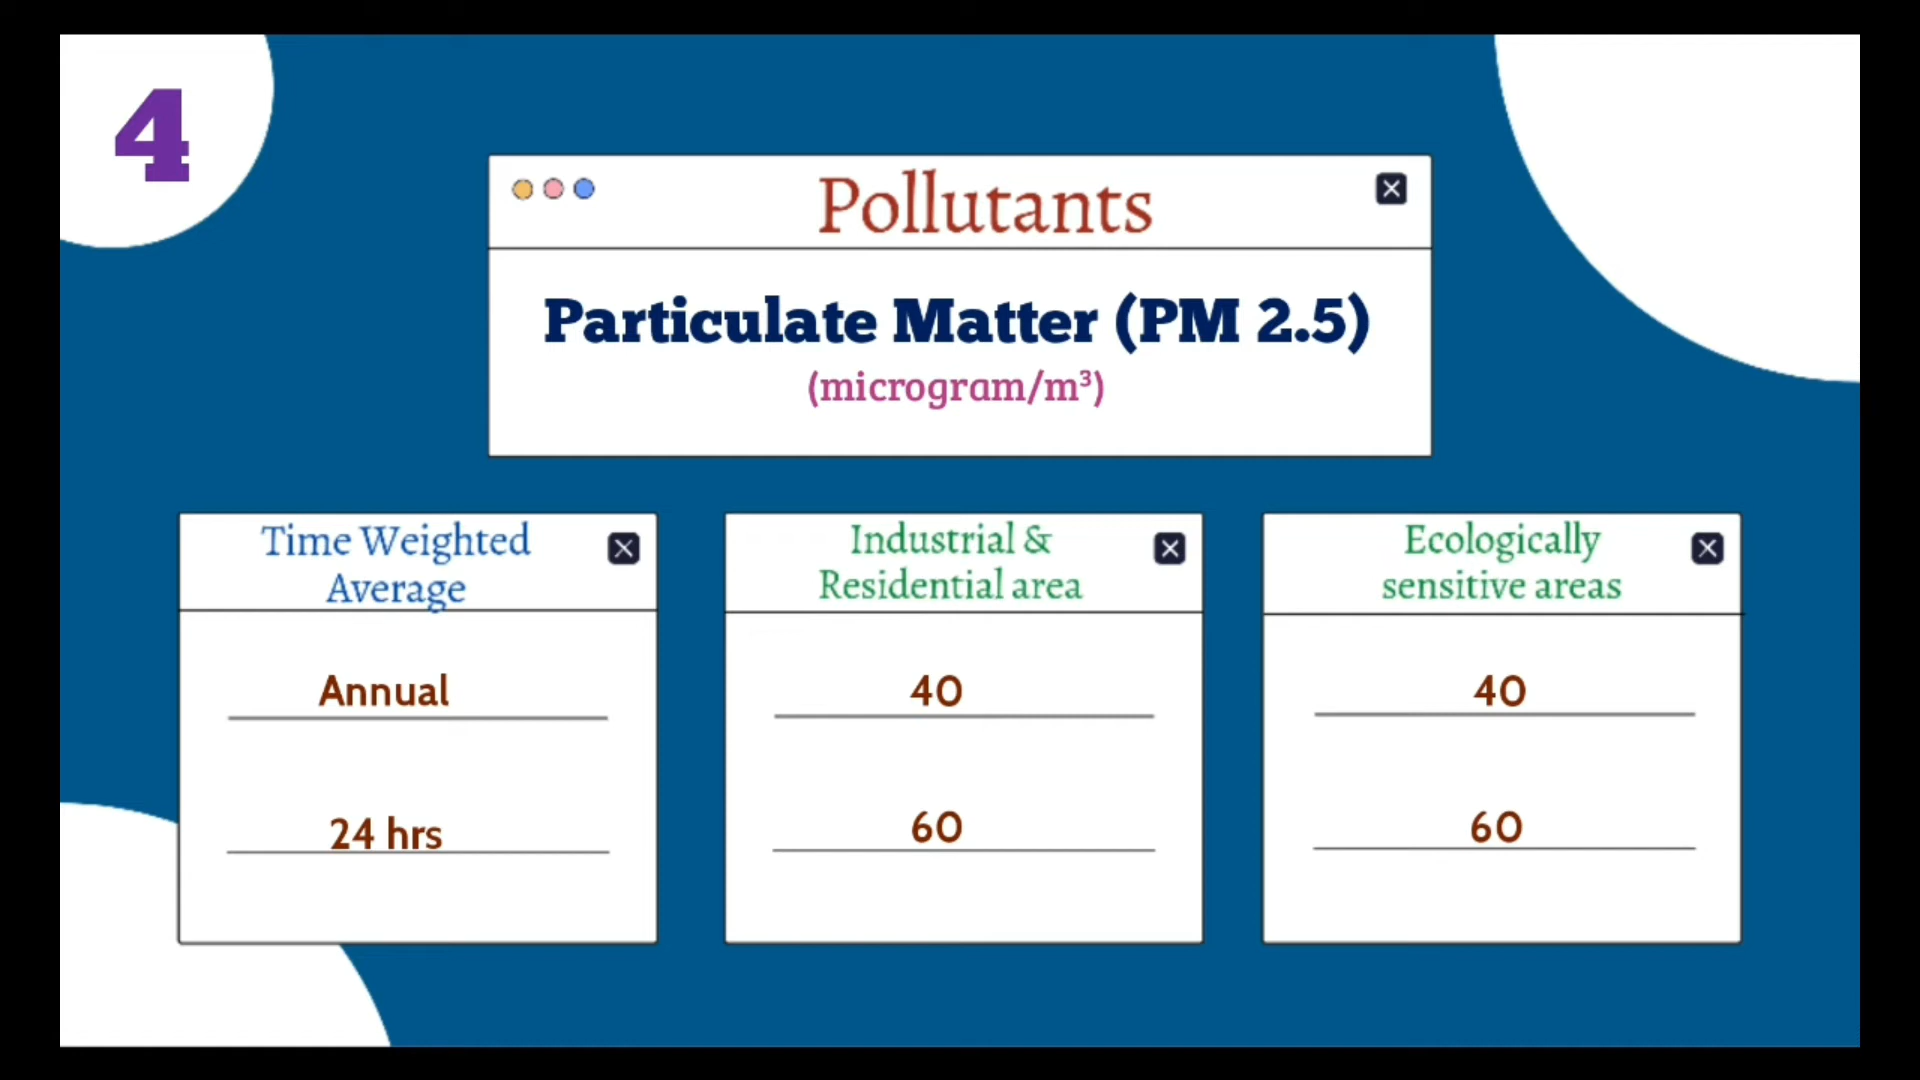 4
Pollutants
Particulate Matter (PM 2.5)
(microgram/m³)
Time Weighted
Average
Annual
24 hrs
Industrial &
Residential area
40
60
Ecologically
sensitive areas
40
60